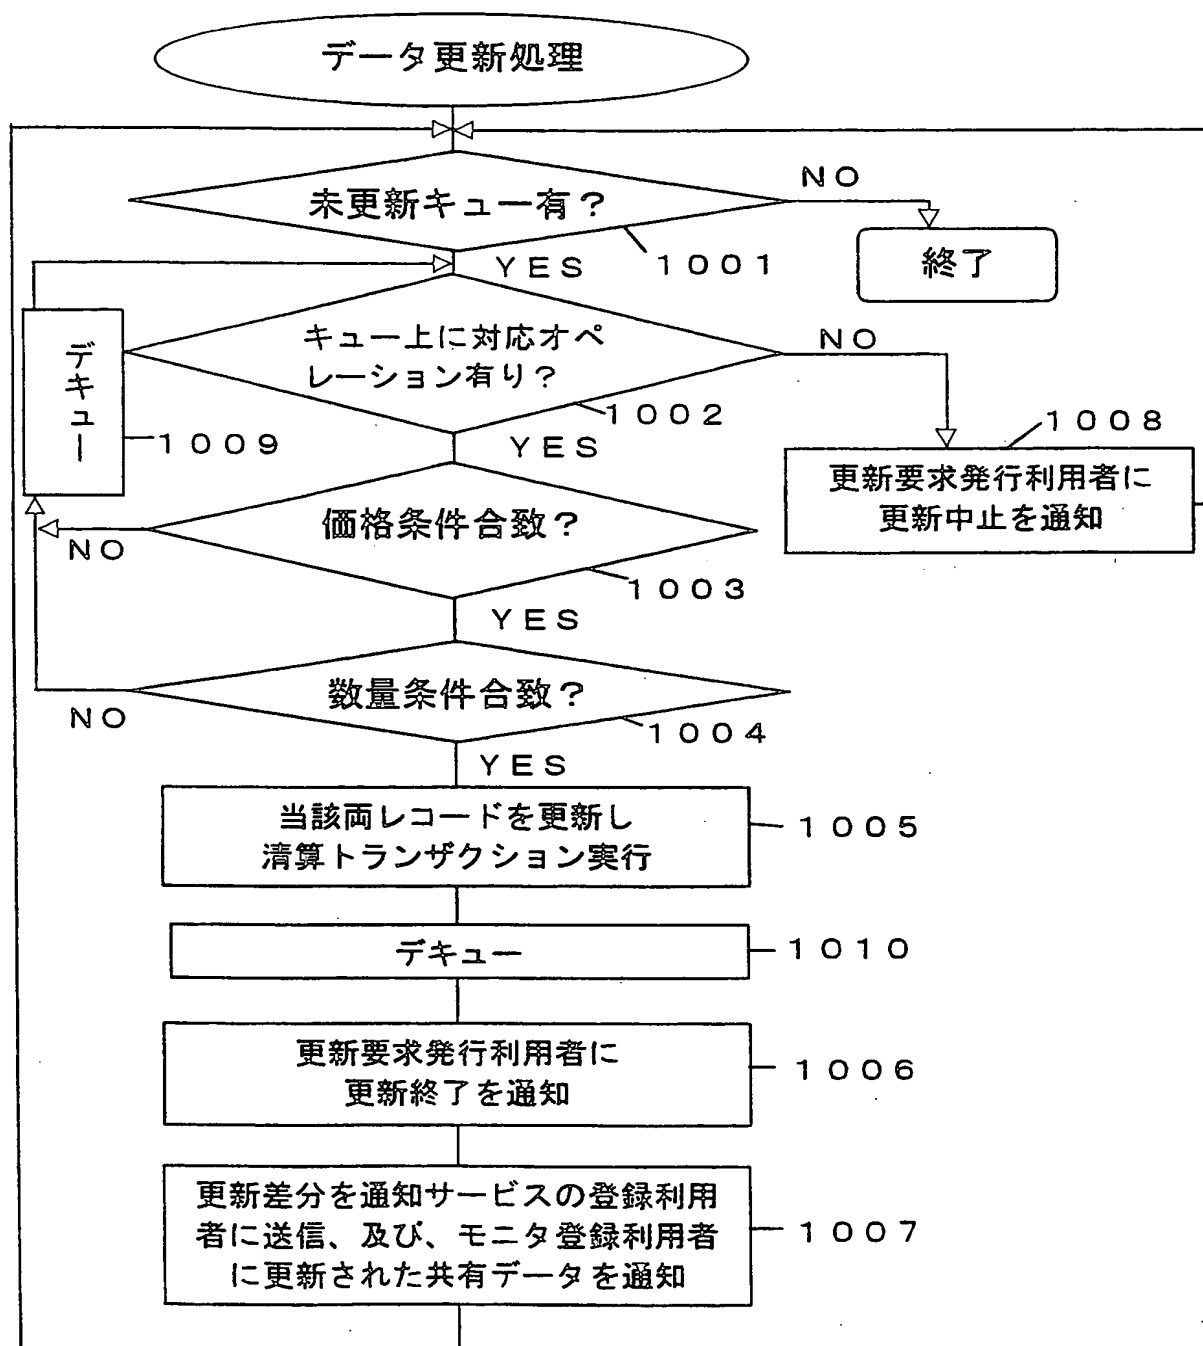 データ更新処理
未更新キュー有？
NO
1001
終了
YES
キュー上に対応オペ
レーション有り？
NO
1002
デキュー
1009
YES
1008
更新要求発行利用者に
更新中止を通知
価格条件合致？
NO
1003
YES
数量条件合致？
NO
1004
YES
当該両レコードを更新し
清算トランザクション実行
1005
デキュー
1010
更新要求発行利用者に
更新終了を通知
1006
更新差分を通知サービスの登録利用
者に送信、及び、モニタ登録利用者
に更新された共有データを通知
1007